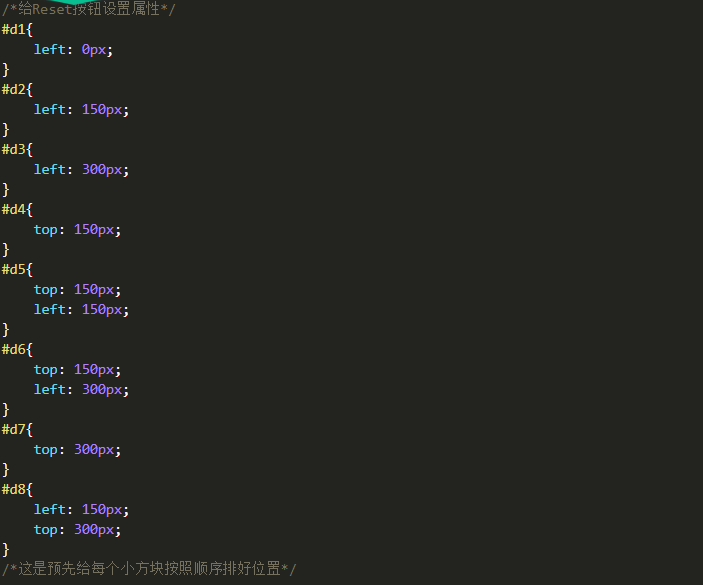 /*给Reset按钮设置属性*/
#d1{
    left: 0px;
}
#d2{
    left: 150px;
}
#d3{
    left: 300px;
}
#d4{
    top: 150px;
}
#d5{
    top: 150px;
    left: 150px;
}
#d6{
    top: 150px;
    left: 300px;
}
#d7{
    top: 300px;
}
#d8{
    left: 150px;
    top: 300px;
}
/*这是预先给每个小方块按照顺序排好位置*/